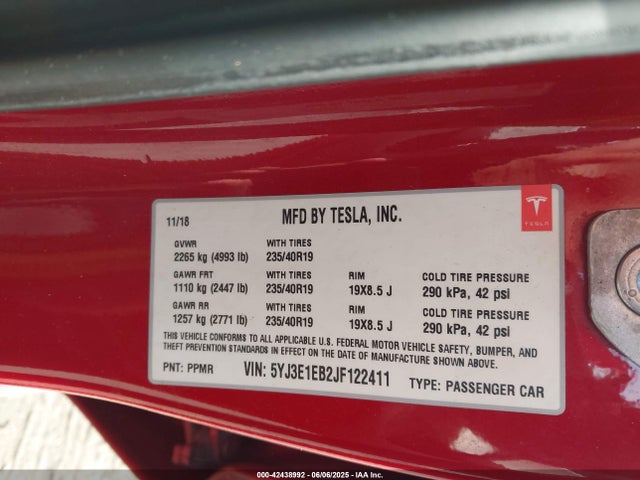 11/18 MFD BY TESLA, INC.
TESLA
GVWR WITH TIRES
2265 kg (4993 lb) 235/40R19
GAWR FRT WITH TIRES RIM COLD TIRE PRESSURE
1110 kg (2447 lb) 235/40R19 19X8.5 J 290 kPa, 42 psi
GAWR RR WITH TIRES RIM COLD TIRE PRESSURE
1257 kg (2771 lb) 235/40R19 19X8.5 J 290 kPa, 42 psi
THIS VEHICLE CONFORMS TO ALL APPLICABLE U.S. FEDERAL MOTOR VEHICLE SAFETY, BUMPER, AND
THEFT PREVENTION STANDARDS IN EFFECT ON THE DATE OF MANUFACTURE SHOWN ABOVE.
PNT: PPMR VIN: 5YJ3E1EB2JF122411 TYPE: PASSENGER CAR
000-42438992 - 06/06/2025 - IAA Inc.